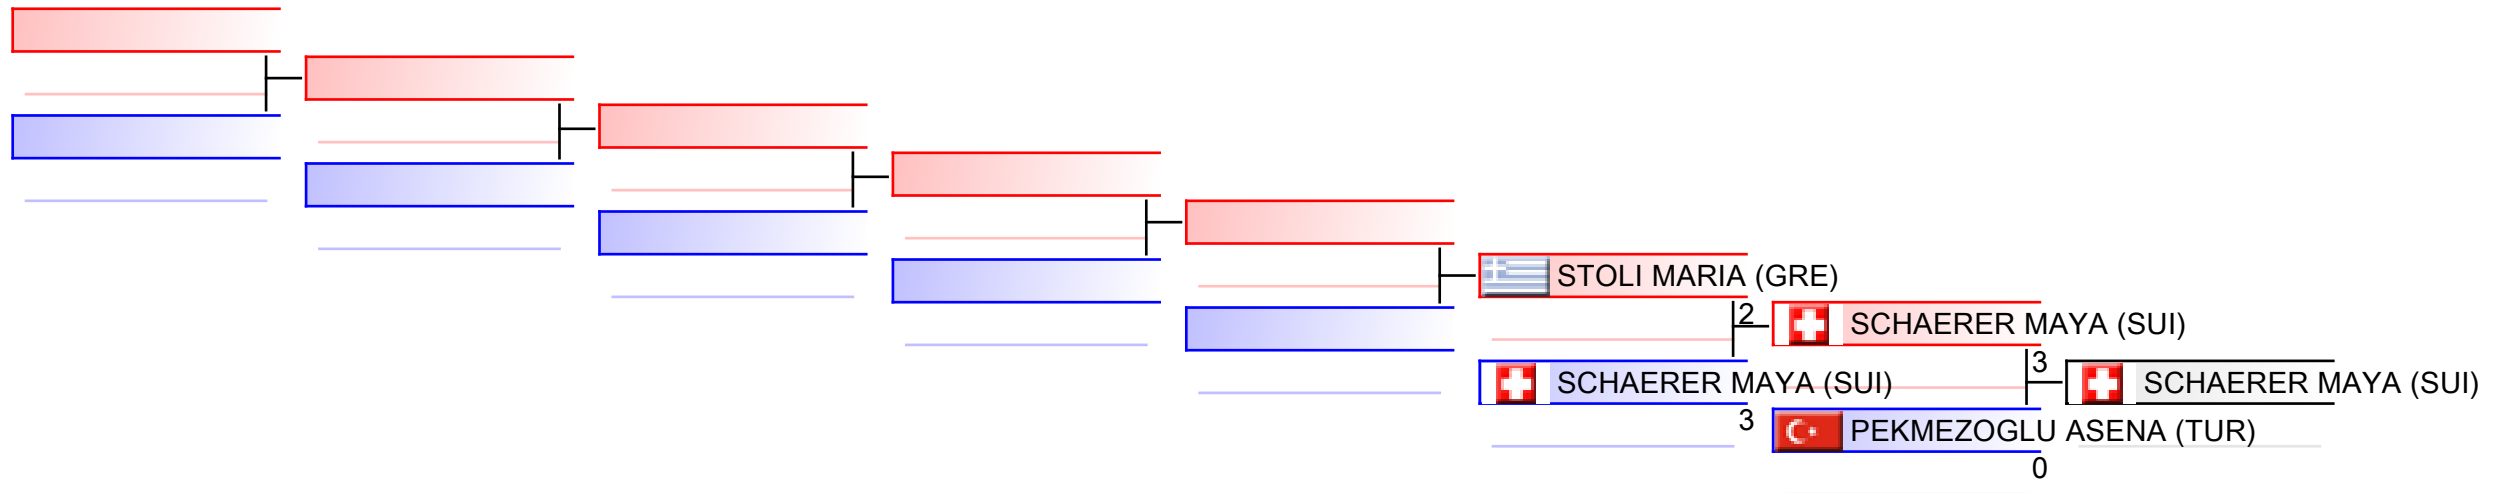 STOLI MARIA (GRE)
2
SCHAERER MAYA (SUI)
3
SCHAERER MAYA (SUI)
3
PEKMEZOGLU ASENA (TUR)
0
SCHAERER MAYA (SUI)